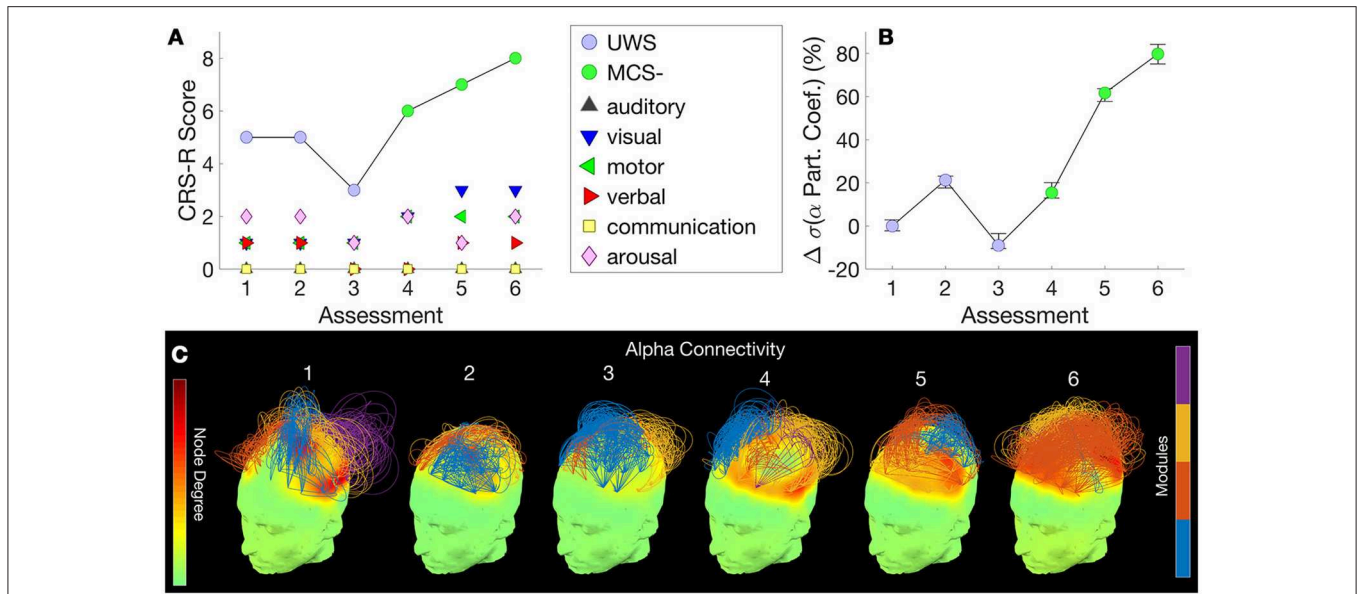 A
8
6
4
2
0
CRS-R Score
1 2 3 4 5 6
Assessment
UWS
MCS-
auditory
visual
motor
verbal
communication
arousal
B
80
60
40
20
0
-20
Δ σ(α Part. Coef.) (%)
1 2 3 4 5 6
Assessment
C
Alpha Connectivity
1 2 3 4 5 6
Node Degree
Modules